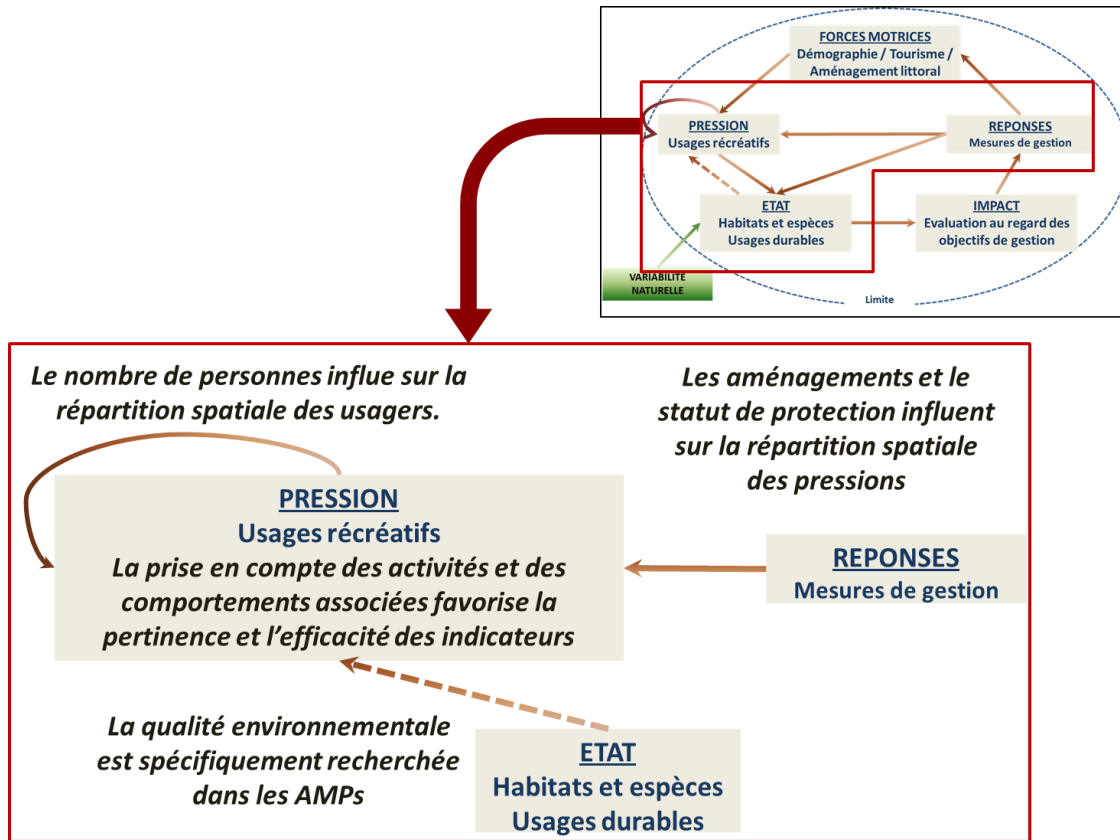 FORCES MOTRICES
Démographie / Tourisme /
Aménagement littoral
PRESSION
Usages récréatifs
REPONSES
Mesures de gestion
ETAT
Habitats et espèces
Usages durables
IMPACT
Evaluation au regard des
objectifs de gestion
VARIABILITE
NATURELLE
Limite
Le nombre de personnes influe sur la
répartition spatiale des usagers.
Les aménagements et le
statut de protection influent
sur la répartition spatiale
des pressions
PRESSION
Usages récréatifs
La prise en compte des activités et des
comportements associées favorise la
pertinence et l'efficacité des indicateurs
REPONSES
Mesures de gestion
La qualité environnementale
est spécifiquement recherchée
dans les AMPs
ETAT
Habitats et espèces
Usages durables